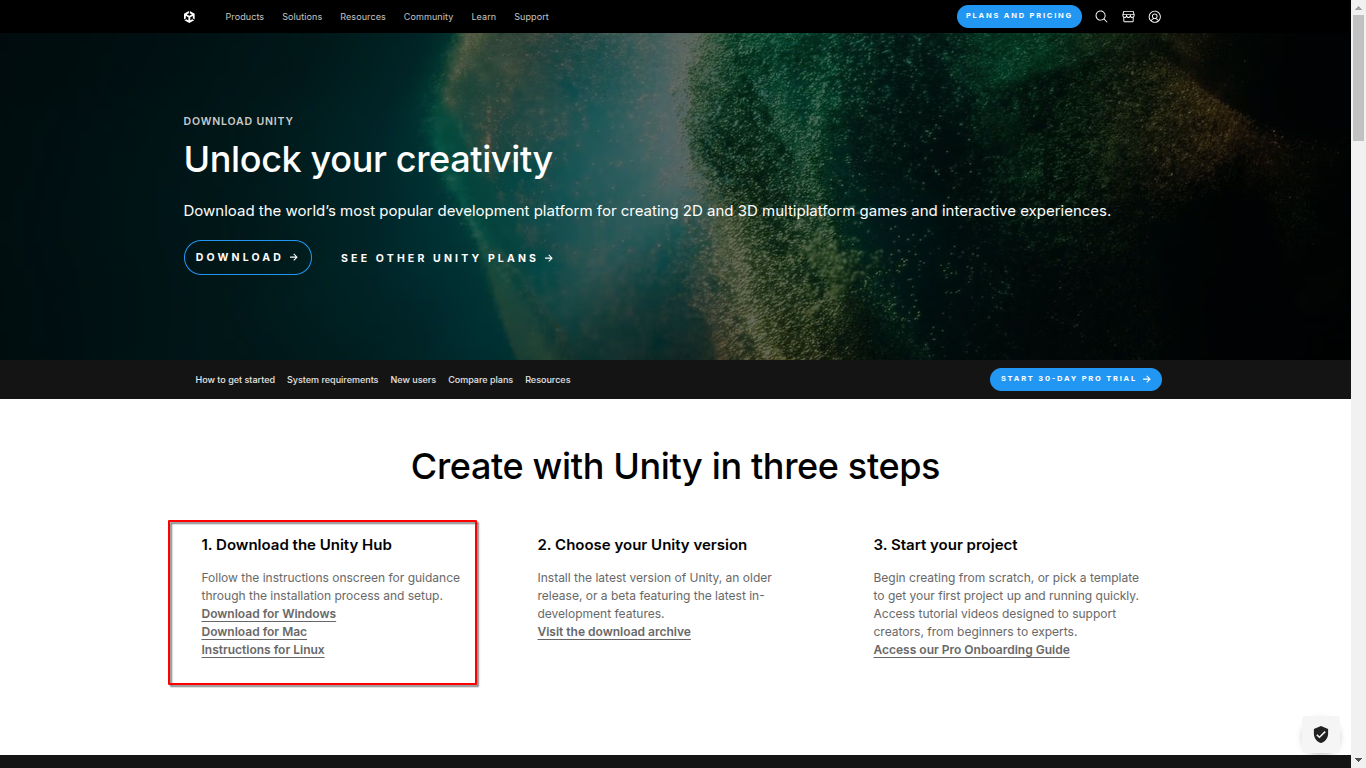 Products Solutions Resources Community Learn Support PLANS AND PRICING
DOWNLOAD UNITY
Unlock your creativity
Download the world’s most popular development platform for creating 2D and 3D multiplatform games and interactive experiences.
DOWNLOAD → SEE OTHER UNITY PLANS →
How to get started System requirements New users Compare plans Resources START 30-DAY PRO TRIAL →
Create with Unity in three steps
1. Download the Unity Hub
Follow the instructions onscreen for guidance
through the installation process and setup.
Download for Windows
Download for Mac
Instructions for Linux
2. Choose your Unity version
Install the latest version of Unity, an older
release, or a beta featuring the latest in-
development features.
Visit the download archive
3. Start your project
Begin creating from scratch, or pick a template
to get your first project up and running quickly.
Access tutorial videos designed to support
creators, from beginners to experts.
Access our Pro Onboarding Guide